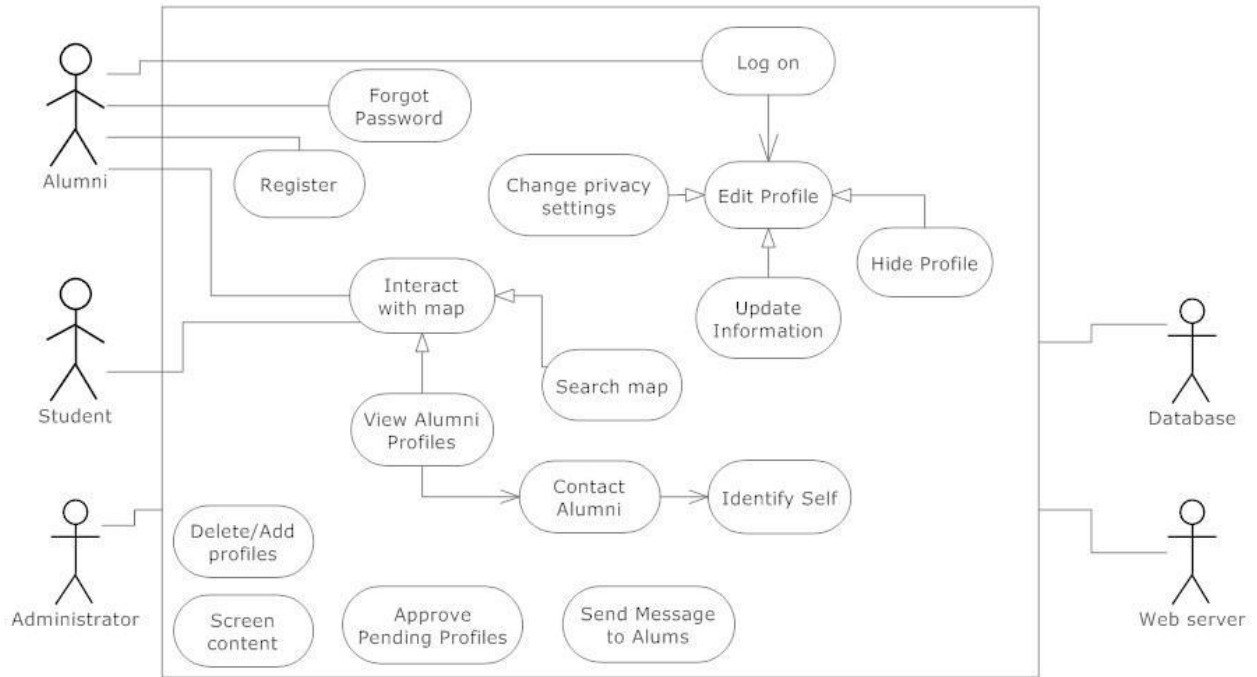 Log on
Forgot
Password
Alumni
Register
Change privacy
settings
Edit Profile
Hide Profile
Interact
with map
Update
Information
Student
Search map
Database
View Alumni
Profiles
Contact
Alumni
Identify Self
Delete/Add
profiles
Administrator
Screen
content
Approve
Pending Profiles
Send Message
to Alums
Web server